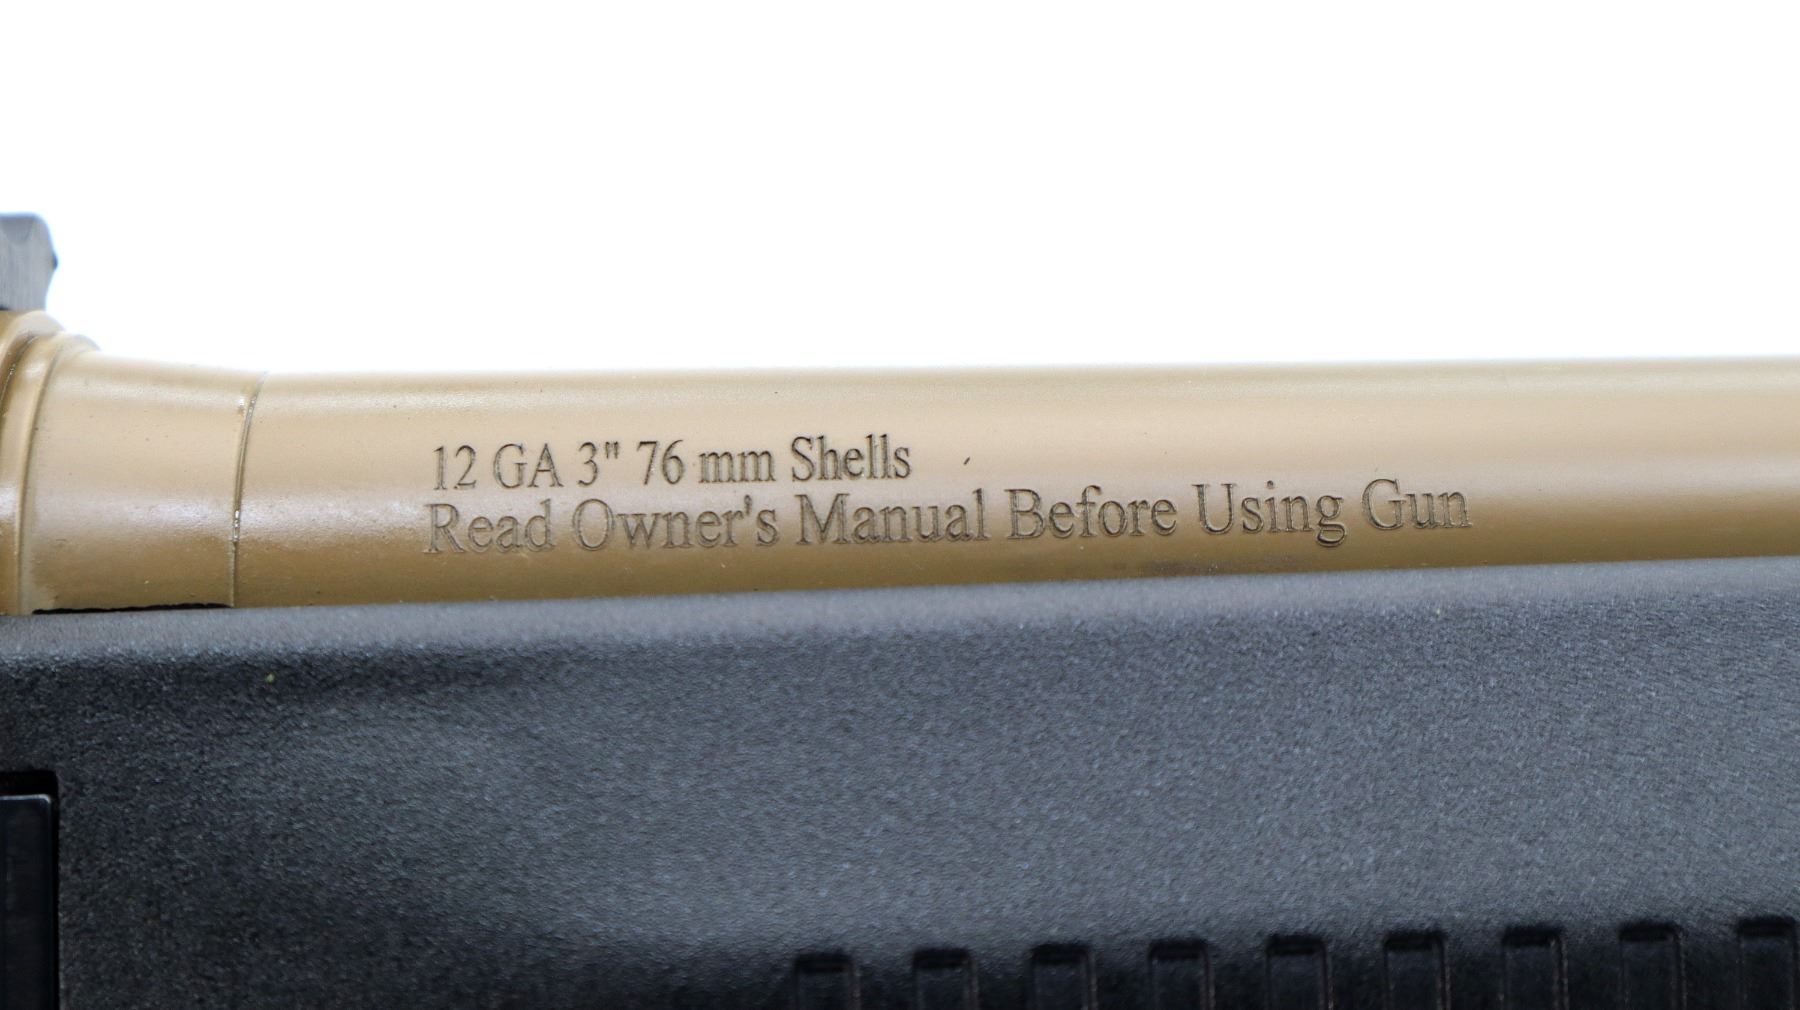 12 GA 3" 76 mm Shells
Read Owner's Manual Before Using Gun